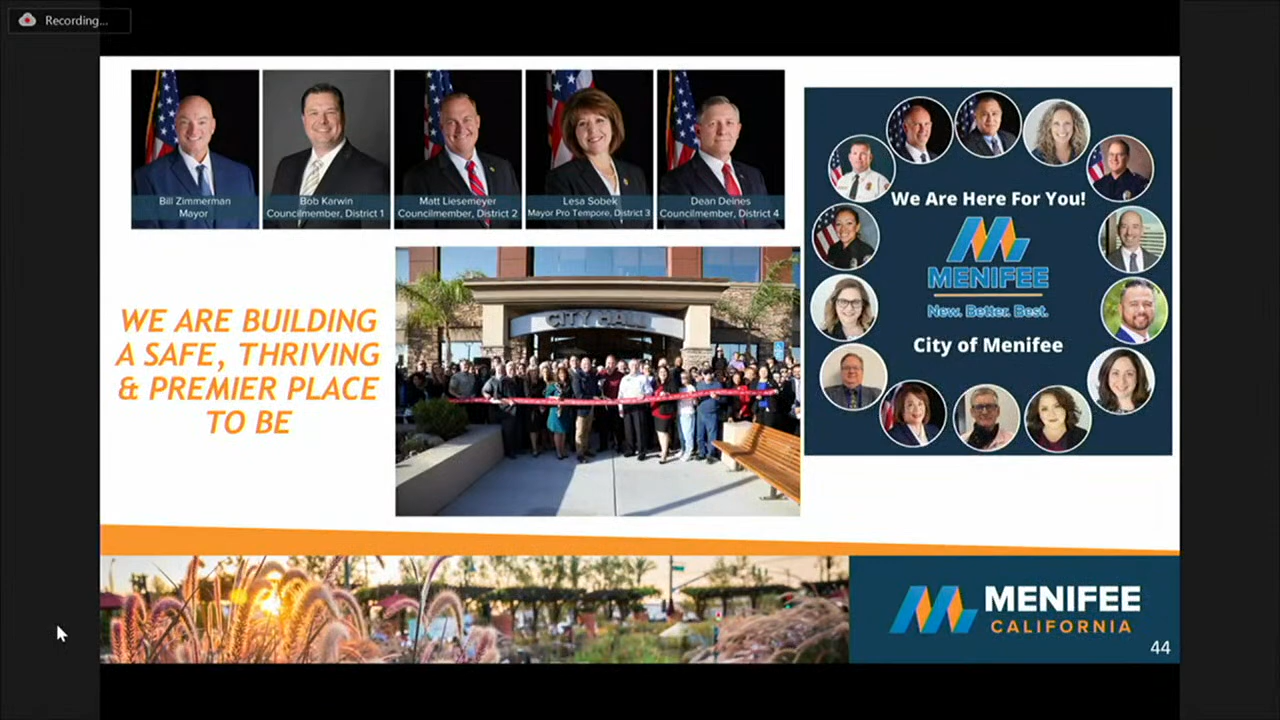 Recording...
Bill Zimmerman
Mayor
Bob Karwin
Councilmember, District 1
Matt Liesemeyer
Councilmember, District 2
Lesa Sobek
Mayor Pro Tempore, District 3
Dean Deines
Councilmember, District 4
WE ARE BUILDING
A SAFE, THRIVING
& PREMIER PLACE
TO BE
CITY HALL
We Are Here For You!
MENIFEE
New. Better. Best.
City of Menifee
MENIFEE
CALIFORNIA
44